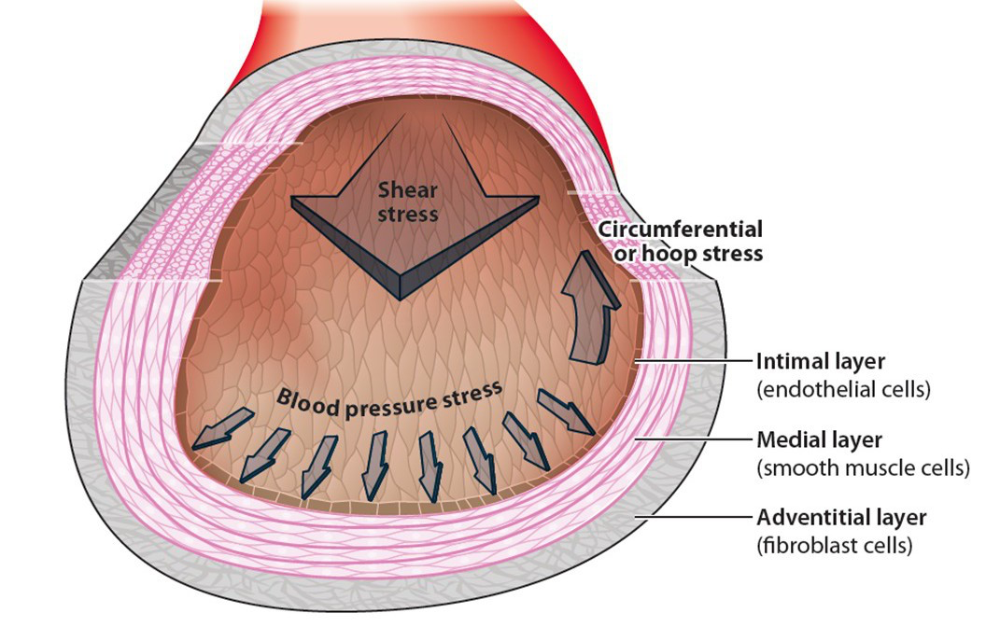 Shear
stress
Circumferential
or hoop stress
Intimal layer
(endothelial cells)
Blood pressure stress
Medial layer
(smooth muscle cells)
Adventitial layer
(fibroblast cells)